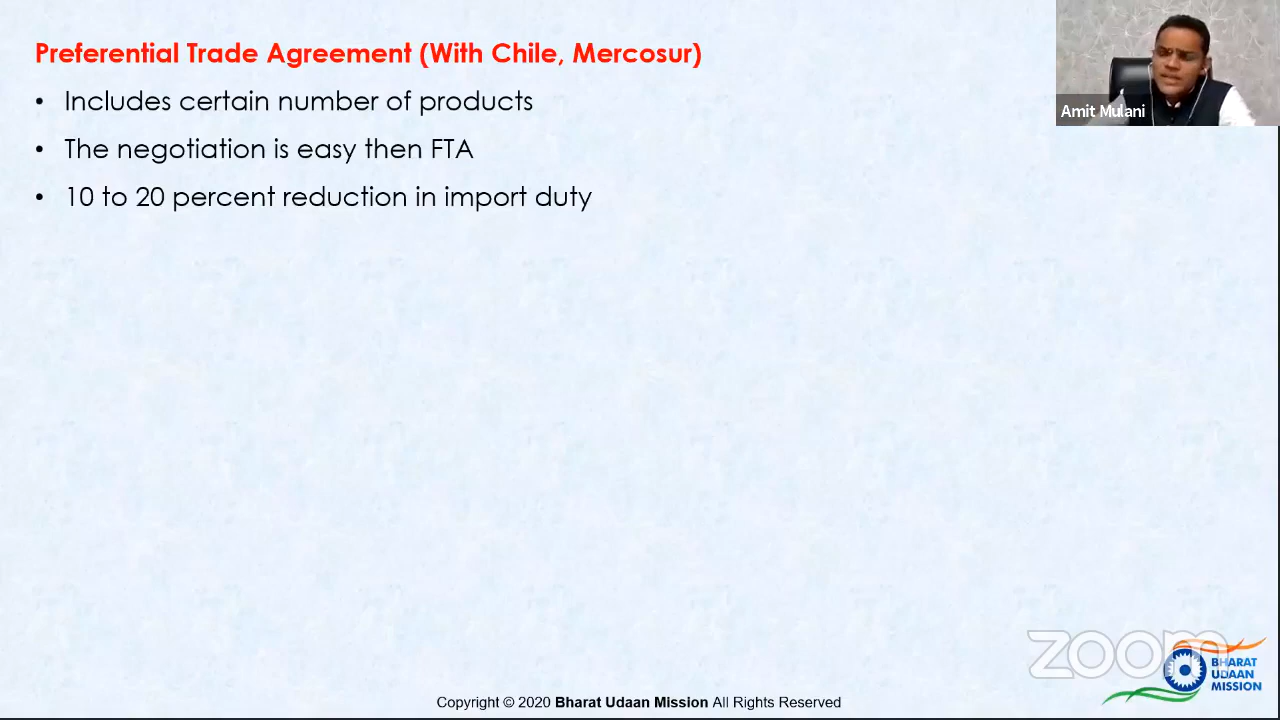 Preferential Trade Agreement (With Chile, Mercosur)
• Includes certain number of products
• The negotiation is easy then FTA
• 10 to 20 percent reduction in import duty
Amit Mulani
zoom
BHARAT
UDAAN
MISSION
Copyright © 2020 Bharat Udaan Mission All Rights Reserved